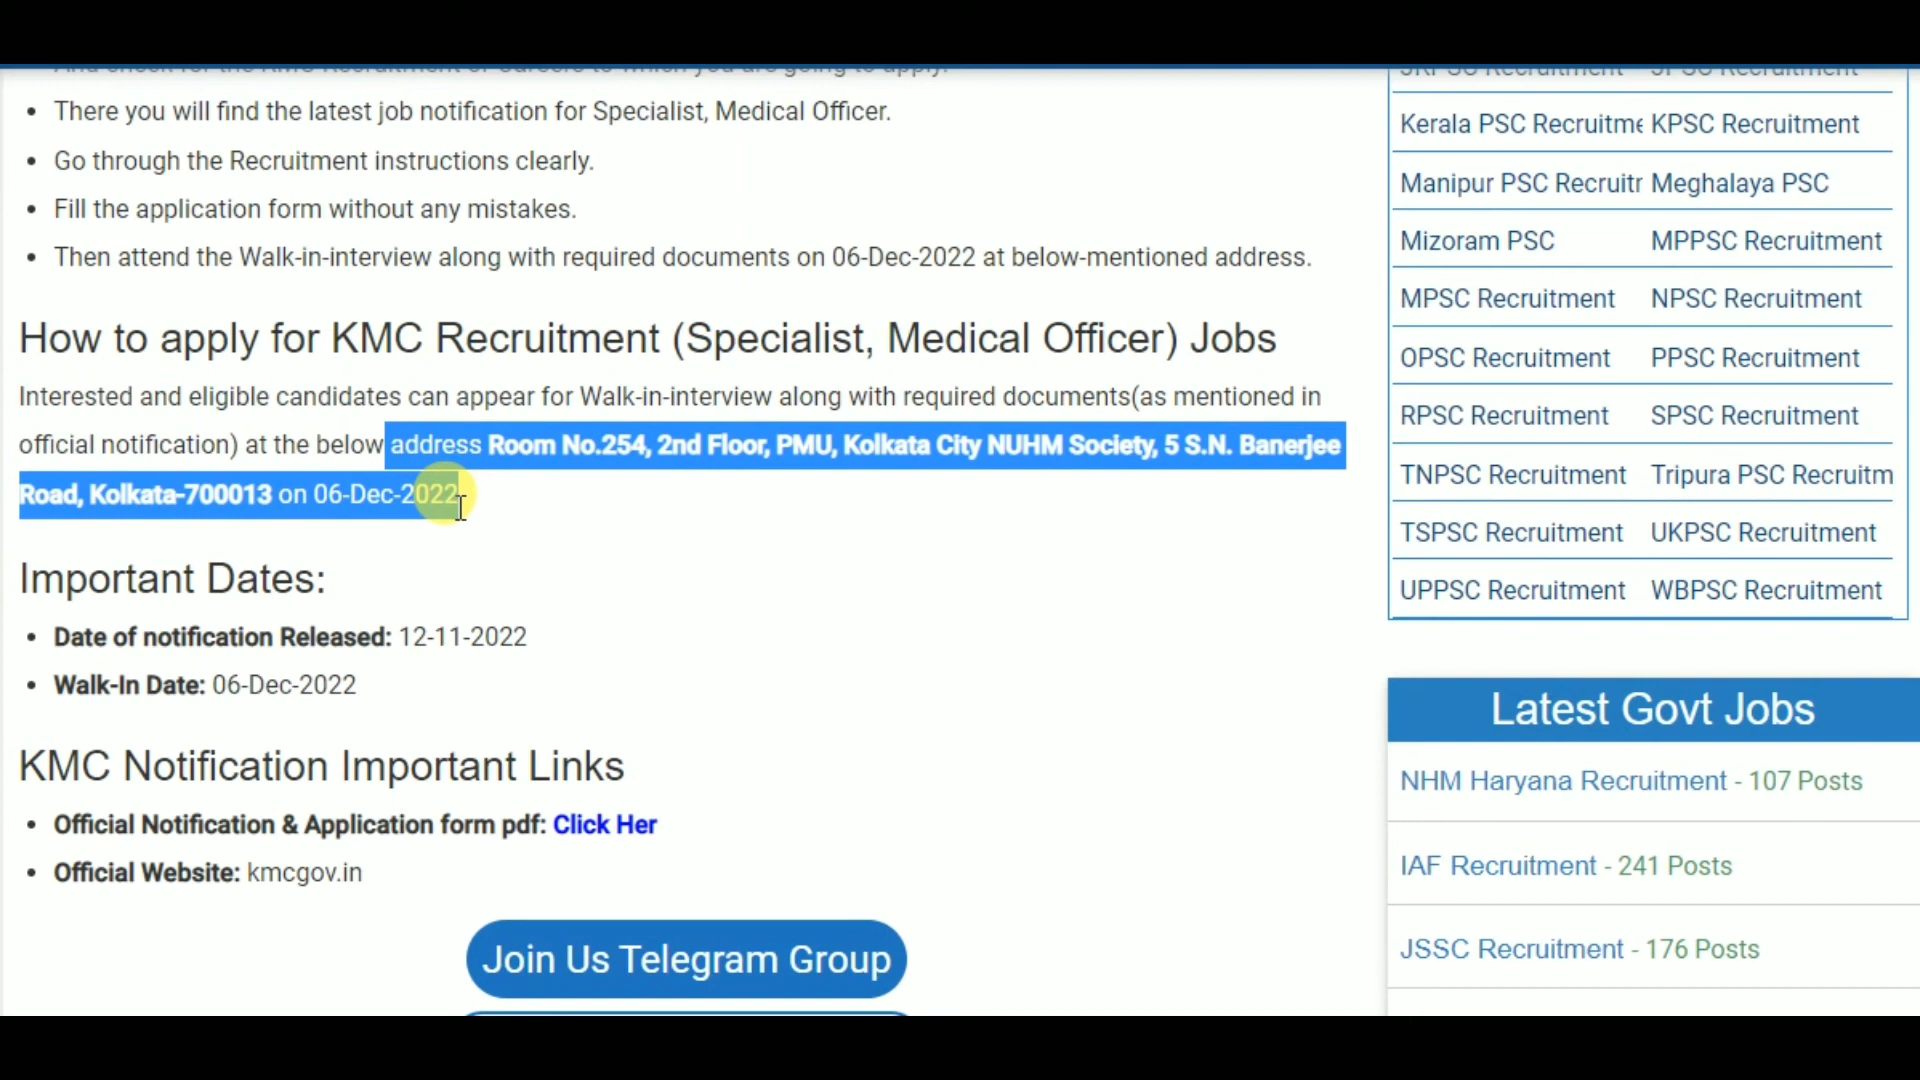 There you will find the latest job notification for Specialist, Medical Officer.
Go through the Recruitment instructions clearly.
Fill the application form without any mistakes.
Then attend the Walk-in-interview along with required documents on 06-Dec-2022 at below-mentioned address.
How to apply for KMC Recruitment (Specialist, Medical Officer) Jobs
Interested and eligible candidates can appear for Walk-in-interview along with required documents(as mentioned in
official notification) at the below address Room No.254, 2nd Floor, PMU, Kolkata City NUHM Society, 5 S.N. Banerjee
Road, Kolkata-700013 on 06-Dec-2022
Important Dates:
Date of notification Released: 12-11-2022
Walk-In Date: 06-Dec-2022
KMC Notification Important Links
Official Notification & Application form pdf: Click Her
Official Website: kmcgov.in
Join Us Telegram Group
Kerala PSC Recruitme KPSC Recruitment
Manipur PSC Recruitr Meghalaya PSC
Mizoram PSC MPPSC Recruitment
MPSC Recruitment NPSC Recruitment
OPSC Recruitment PPSC Recruitment
RPSC Recruitment SPSC Recruitment
TNPSC Recruitment Tripura PSC Recruitm
TSPSC Recruitment UKPSC Recruitment
UPPSC Recruitment WBPSC Recruitment
Latest Govt Jobs
NHM Haryana Recruitment - 107 Posts
IAF Recruitment - 241 Posts
JSSC Recruitment - 176 Posts